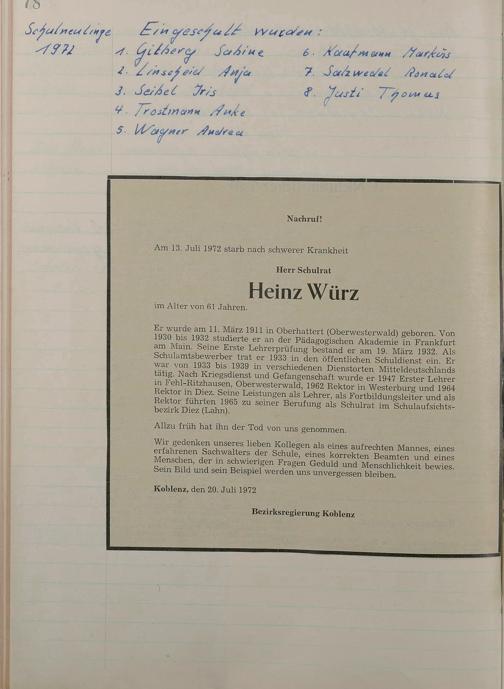 78
Schulneulinge
1972
Eingeschult wurden:
1. Gitberg Sabine
2. Linscheid Anja
3. Seibel Iris
4. Trostmann Anke
5. Wagner Andrea
6. Kaufmann Markus
7. Salzwedel Ronald
8. Justi Thomas
Nachruf!
Am 13. Juli 1972 starb nach schwerer Krankheit
Herr Schulrat
Heinz Würz
im Alter von 61 Jahren.
Er wurde am 11. März 1911 in Oberhattert (Oberwesterwald) geboren. Von
1930 bis 1932 studierte er an der Pädagogischen Akademie in Frankfurt
am Main. Seine Erste Lehrerprüfung bestand er am 19. März 1932. Als
Schulamtsbewerber trat er 1933 in den öffentlichen Schuldienst ein. Er
war von 1933 bis 1939 in verschiedenen Dienstorten Mitteldeutschlands
tätig. Nach Kriegsdienst und Gefangenschaft wurde er 1947 Erster Lehrer
in Fehl-Ritzhausen, Oberwesterwald, 1962 Rektor in Westerburg und 1964
Rektor in Diez. Seine Leistungen als Lehrer, als Fortbildungsleiter und als
Rektor führten 1965 zu seiner Berufung als Schulrat im Schulaufsichts-
bezirk Diez (Lahn).
Allzu früh hat ihn der Tod von uns genommen.
Wir gedenken unseres lieben Kollegen als eines aufrechten Mannes, eines
erfahrenen Sachwalters der Schule, eines korrekten Beamten und eines
Menschen, der in schwierigen Fragen Geduld und Menschlichkeit bewies.
Sein Bild und sein Beispiel werden uns unvergessen bleiben.
Koblenz, den 20. Juli 1972
Bezirksregierung Koblenz